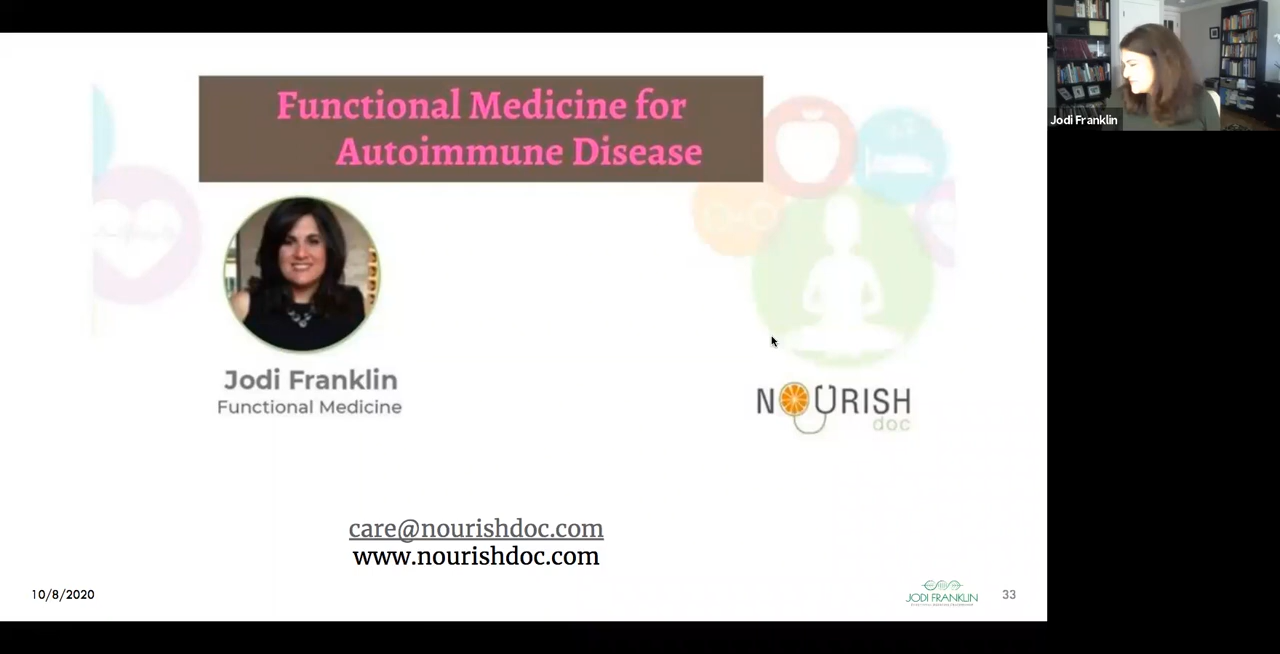 Functional Medicine for
Autoimmune Disease
Jodi Franklin
Functional Medicine
NOURISH
doc
care@nourishdoc.com
www.nourishdoc.com
10/8/2020
JODI FRANKLIN
33
Jodi Franklin